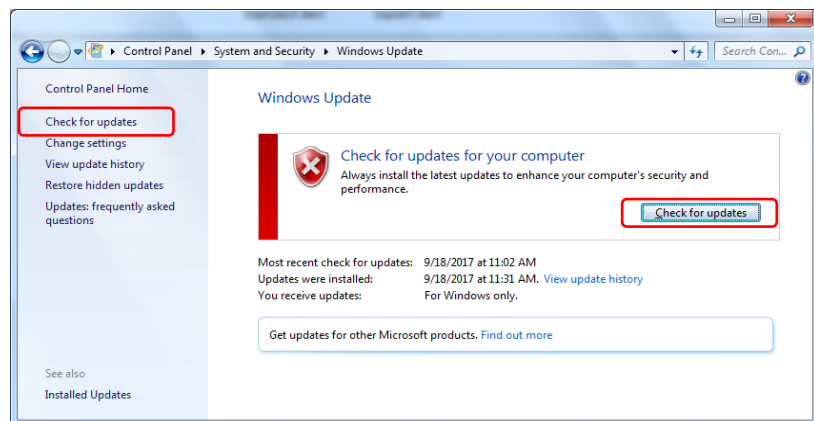 Control Panel ▸ System and Security ▸ Windows Update
Search Con...
Control Panel Home
Check for updates
Change settings
View update history
Restore hidden updates
Updates: frequently asked
questions
See also
Installed Updates
Windows Update
Check for updates for your computer
Always install the latest updates to enhance your computer's security and
performance.
Check for updates
Most recent check for updates: 9/18/2017 at 11:02 AM
Updates were installed: 9/18/2017 at 11:31 AM. View update history
You receive updates: For Windows only.
Get updates for other Microsoft products. Find out more